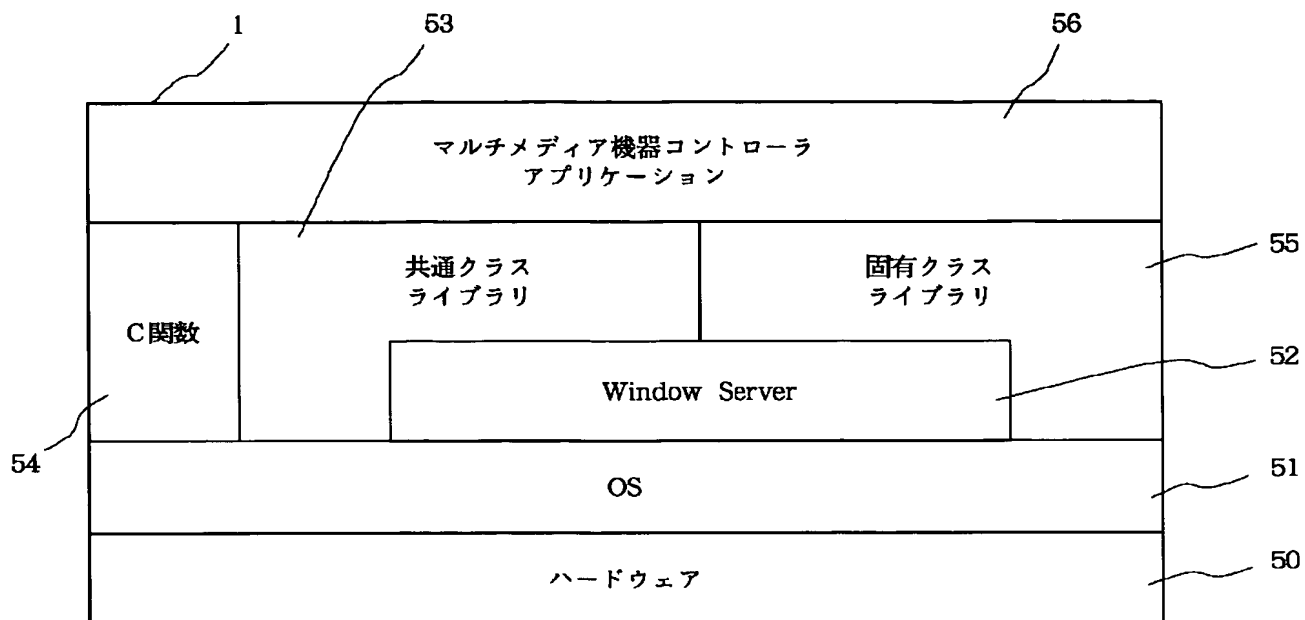 1
53
56
マルチメディア機器コントローラ
アプリケーション
共通クラス
ライブラリ
固有クラス
ライブラリ
55
C関数
Window Server
52
54
OS
51
ハードウェア
50